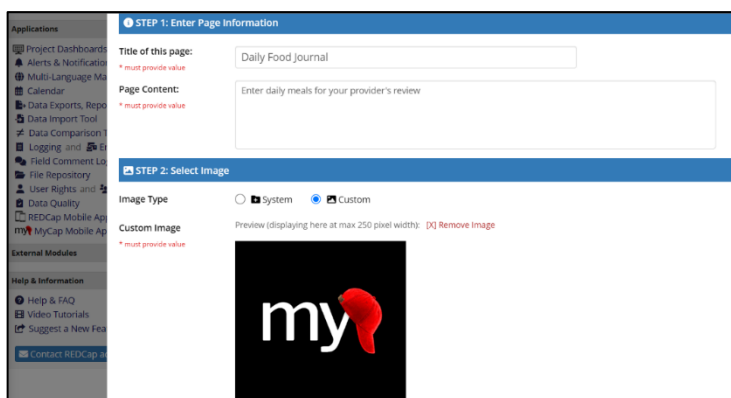 Applications
Project Dashboards
Alerts & Notification
Multi-Language Ma
Calendar
Data Exports, Repo
Data Import Tool
Data Comparison T
Logging and Er
Field Comment Lo
File Repository
User Rights and
Data Quality
REDCap Mobile App
my MyCap Mobile Ap
External Modules
Help & Information
Help & FAQ
Video Tutorials
Suggest a New Fea
Contact REDCap ad
STEP 1: Enter Page Information
Title of this page:
* must provide value
Daily Food Journal
Page Content:
* must provide value
Enter daily meals for your provider's review
STEP 2: Select Image
Image Type
System
Custom
Custom Image
* must provide value
Preview (displaying here at max 250 pixel width): [X] Remove Image
my